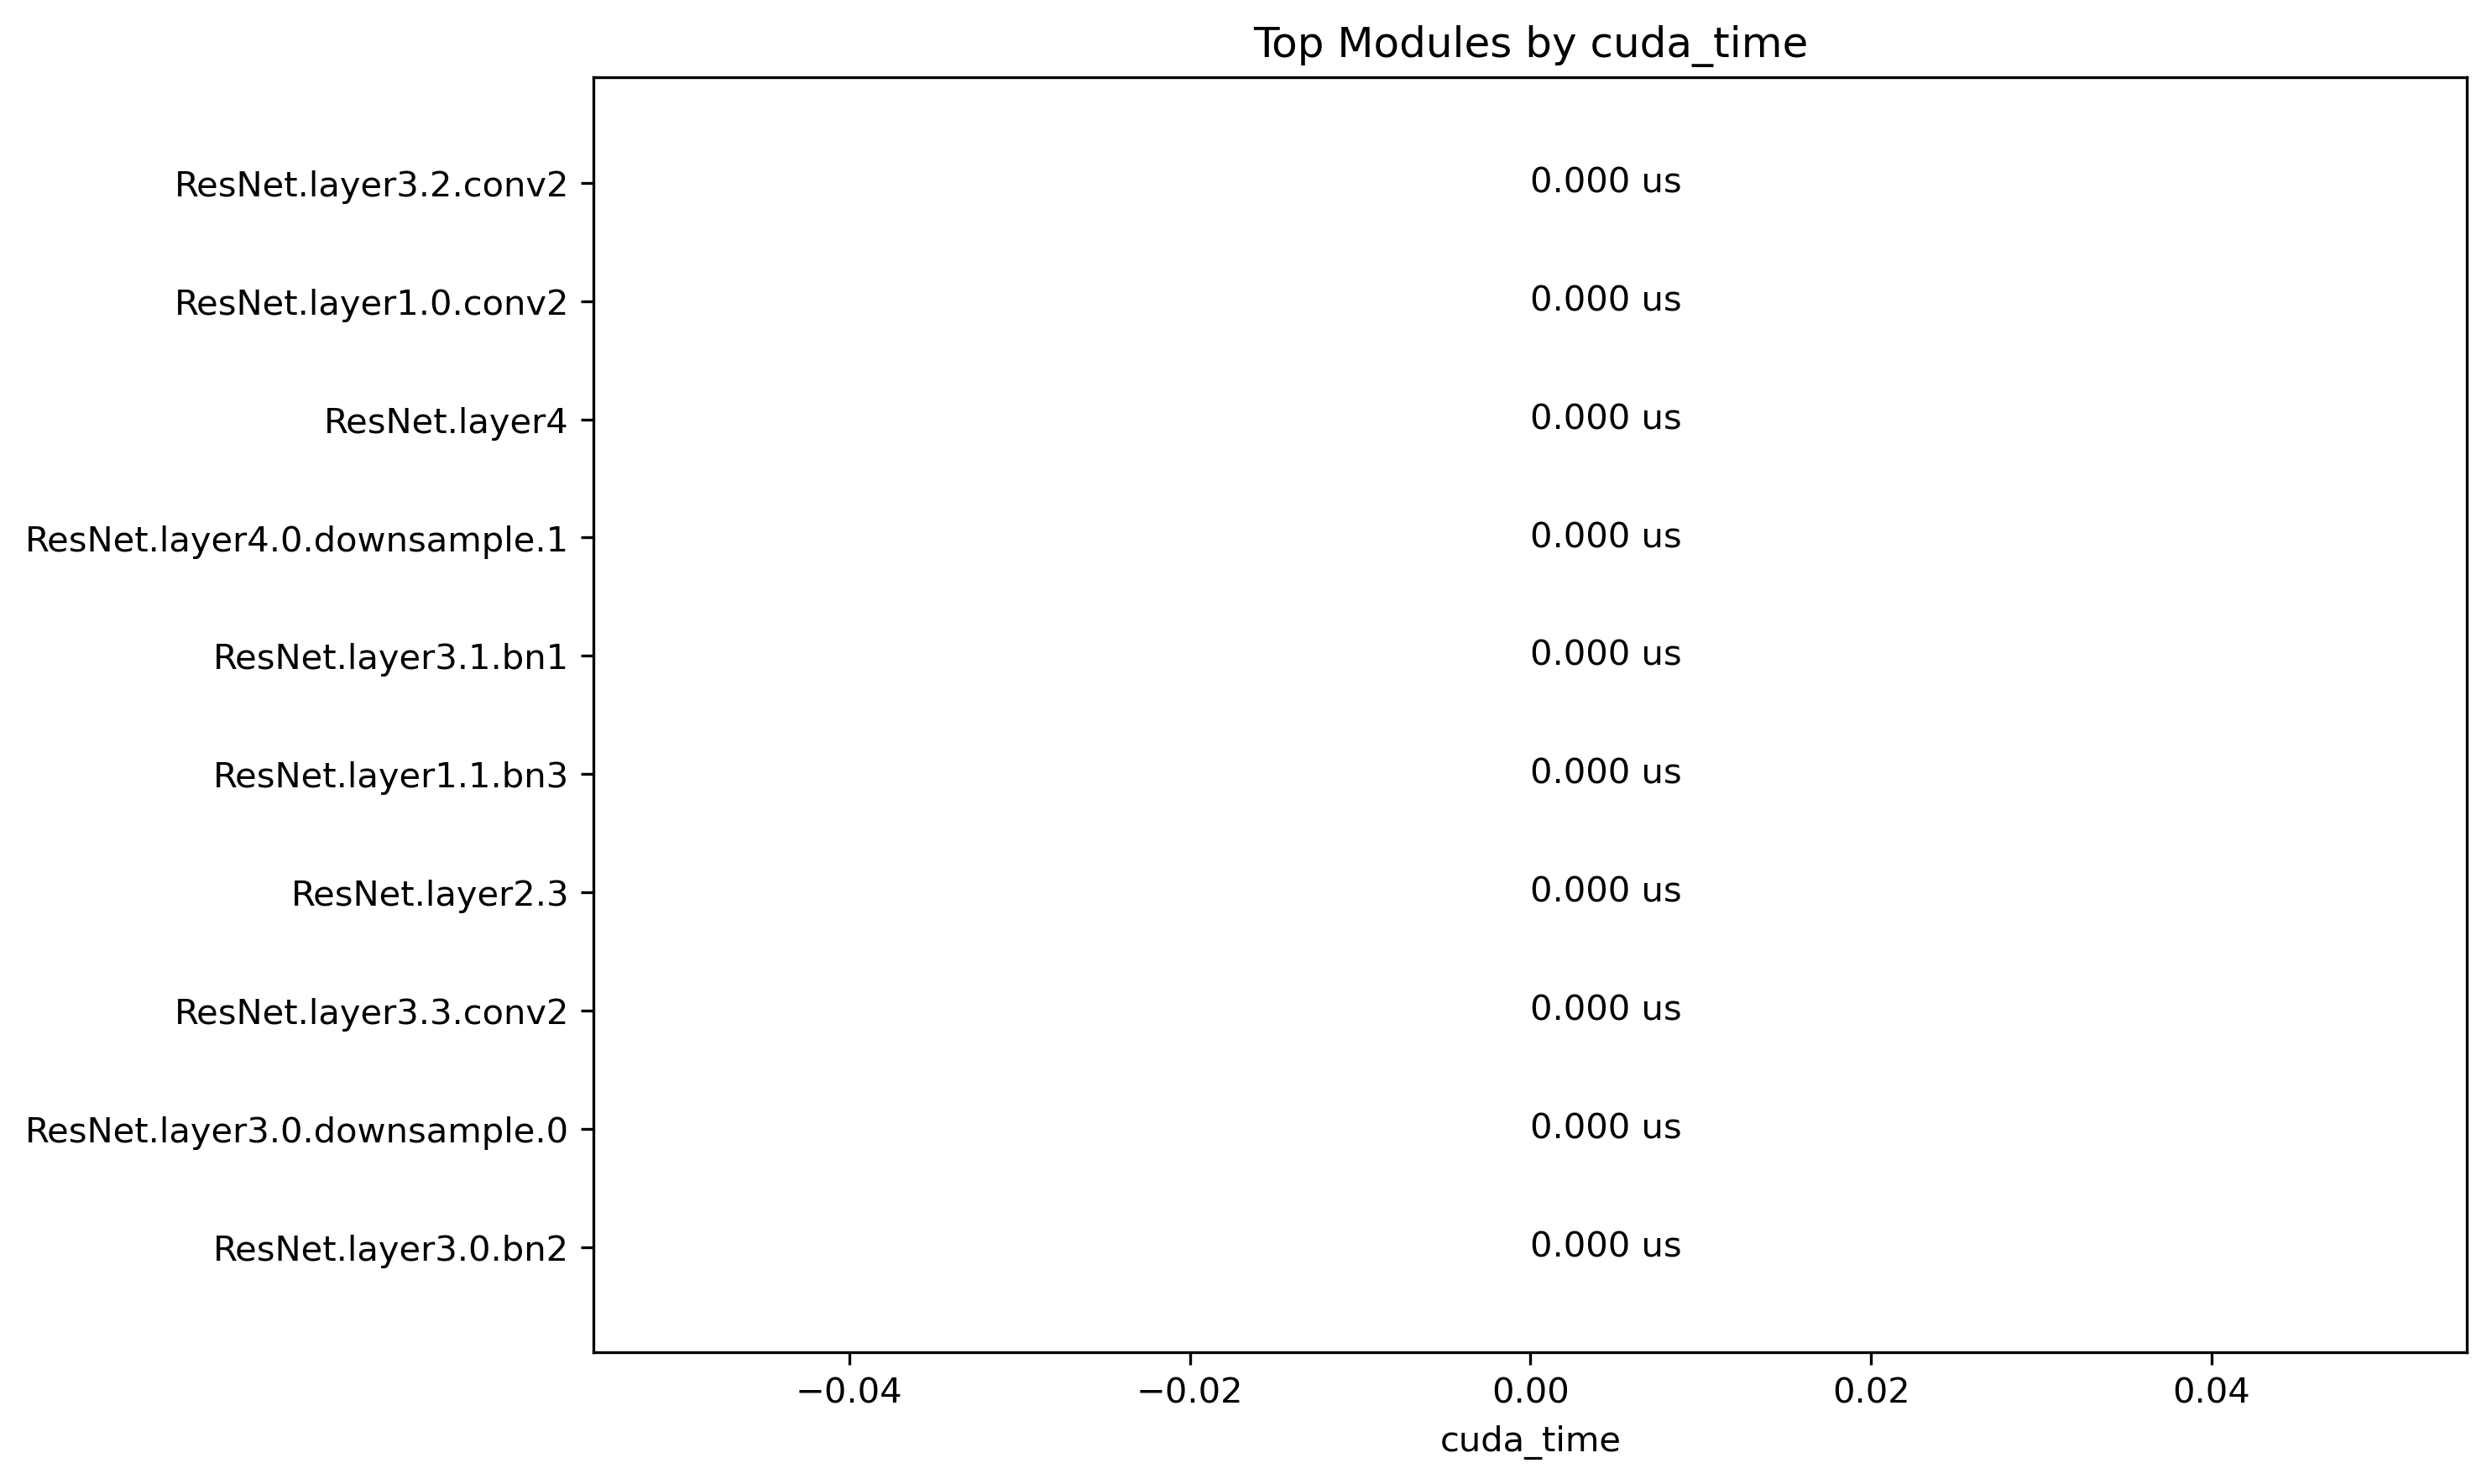 Top Modules by cuda_time
ResNet.layer3.2.conv2 0.000 us
ResNet.layer1.0.conv2 0.000 us
ResNet.layer4 0.000 us
ResNet.layer4.0.downsample.1 0.000 us
ResNet.layer3.1.bn1 0.000 us
ResNet.layer1.1.bn3 0.000 us
ResNet.layer2.3 0.000 us
ResNet.layer3.3.conv2 0.000 us
ResNet.layer3.0.downsample.0 0.000 us
ResNet.layer3.0.bn2 0.000 us
−0.04 −0.02 0.00 0.02 0.04
cuda_time